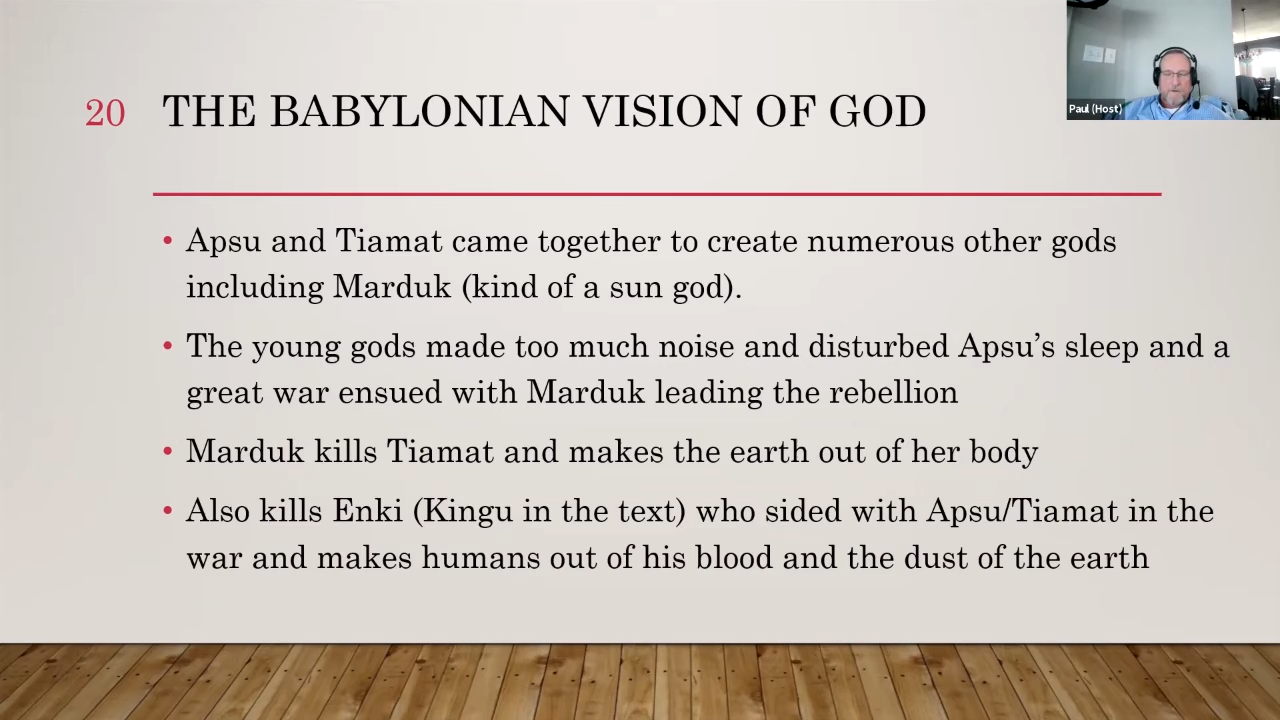 Paul (Host)
20 THE BABYLONIAN VISION OF GOD
• Apsu and Tiamat came together to create numerous other gods
including Marduk (kind of a sun god).
• The young gods made too much noise and disturbed Apsu’s sleep and a
great war ensued with Marduk leading the rebellion
• Marduk kills Tiamat and makes the earth out of her body
• Also kills Enki (Kingu in the text) who sided with Apsu/Tiamat in the
war and makes humans out of his blood and the dust of the earth